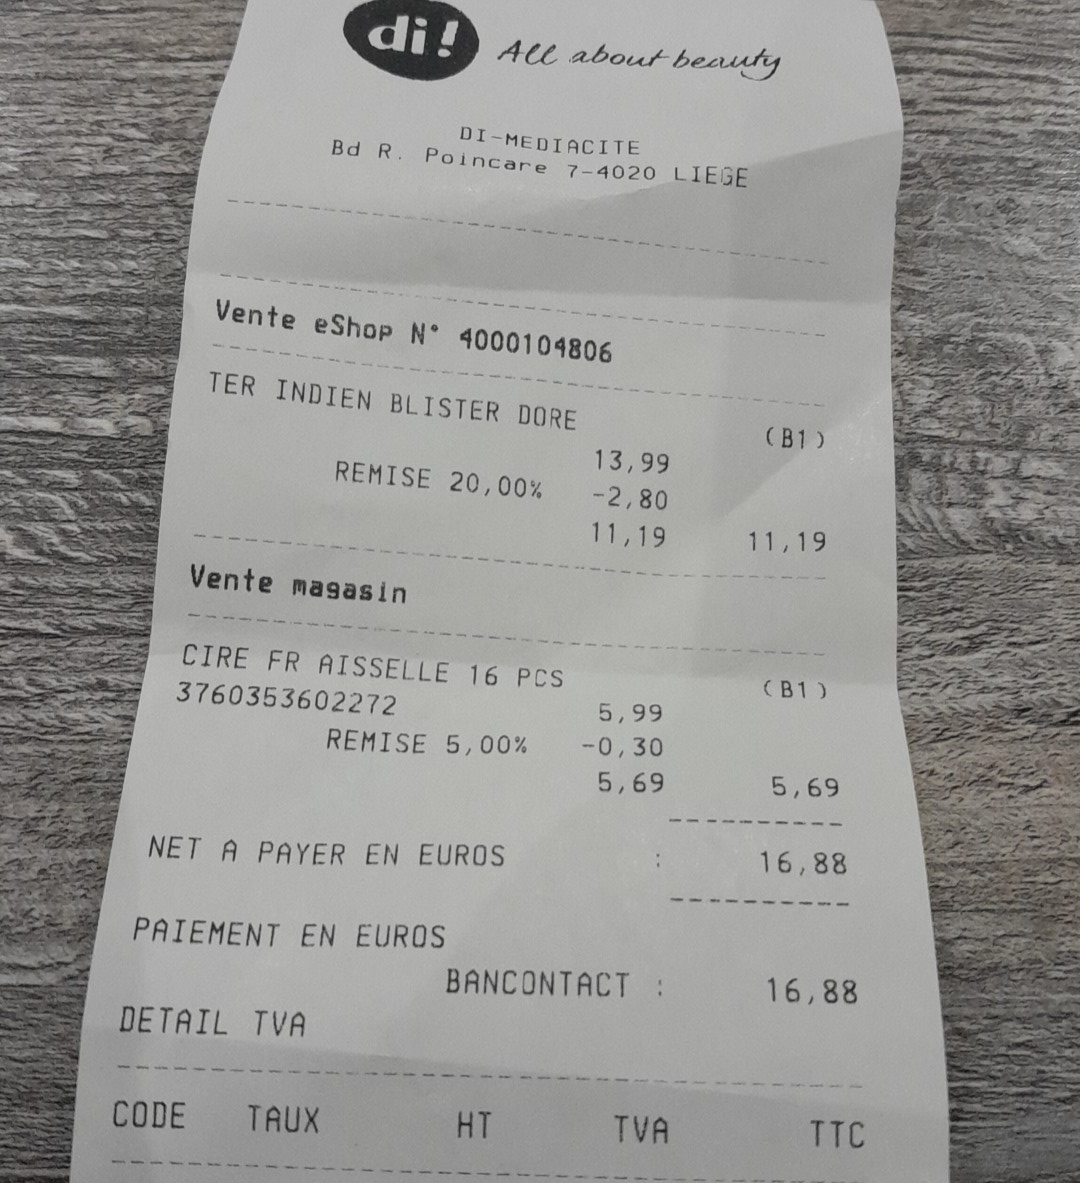 di! All about beauty
DI-MEDIACITE
Bd R. Poincare 7-4020 LIEGE
Vente eShop N° 4000104806
TER INDIEN BLISTER DORE (B1)
13,99
REMISE 20,00% -2,80
11,19 11,19
Vente magasin
CIRE FR AISSELLE 16 PCS (B1)
3760353602272 5,99
REMISE 5,00% -0,30
5,69 5,69
NET A PAYER EN EUROS : 16,88
PAIEMENT EN EUROS
BANCONTACT : 16,88
DETAIL TVA
CODE TAUX HT TVA TTC